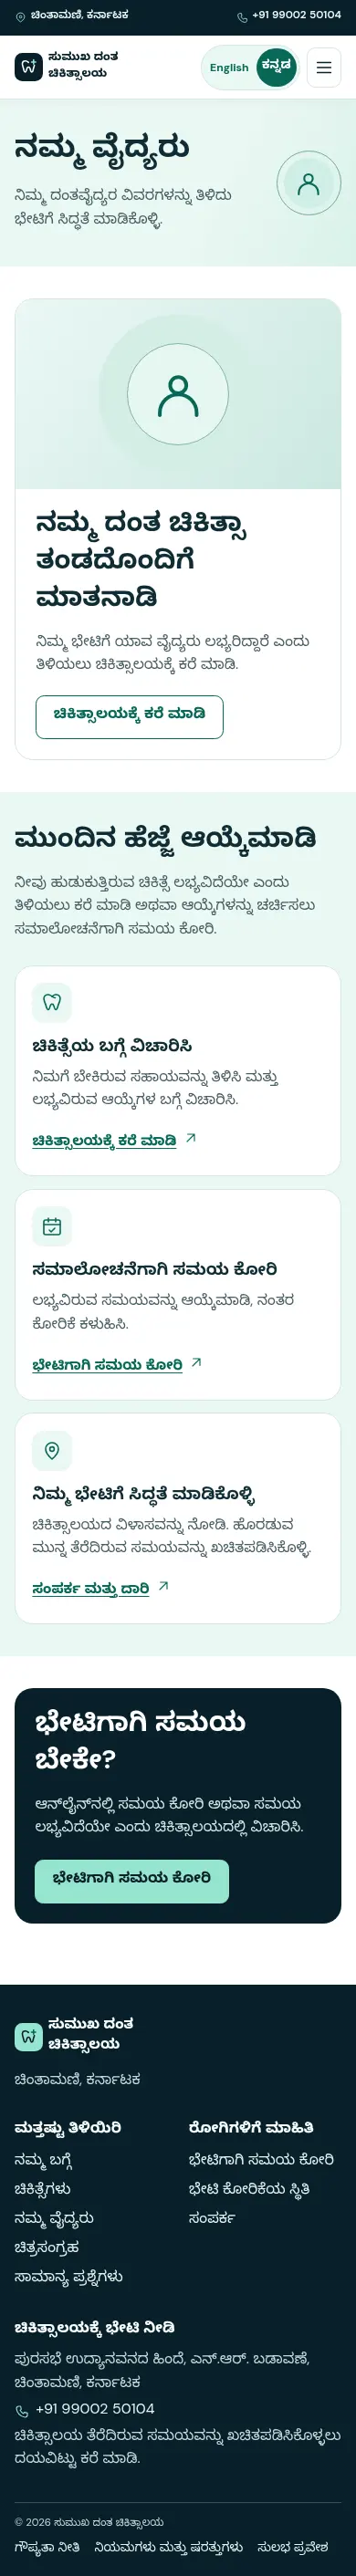 ಚಿಂತಾಮಣಿ, ಕರ್ನಾಟಕ
+91 99002 50104
ಸುಮುಖ ದಂತ
ಚಿಕಿತ್ಸಾಲಯ
English
ಕನ್ನಡ
ನಮ್ಮ ವೈದ್ಯರು
ನಿಮ್ಮ ದಂತವೈದ್ಯರ ವಿವರಗಳನ್ನು ತಿಳಿದು
ಭೇಟಿಗೆ ಸಿದ್ಧತೆ ಮಾಡಿಕೊಳ್ಳಿ.
ನಮ್ಮ ದಂತ ಚಿಕಿತ್ಸಾ
ತಂಡದೊಂದಿಗೆ
ಮಾತನಾಡಿ
ನಿಮ್ಮ ಭೇಟಿಗೆ ಯಾವ ವೈದ್ಯರು ಲಭ್ಯರಿದ್ದಾರೆ ಎಂದು
ತಿಳಿಯಲು ಚಿಕಿತ್ಸಾಲಯಕ್ಕೆ ಕರೆ ಮಾಡಿ.
ಚಿಕಿತ್ಸಾಲಯಕ್ಕೆ ಕರೆ ಮಾಡಿ
ಮುಂದಿನ ಹೆಜ್ಜೆ ಆಯ್ಕೆಮಾಡಿ
ನೀವು ಹುಡುಕುತ್ತಿರುವ ಚಿಕಿತ್ಸೆ ಲಭ್ಯವಿದೆಯೇ ಎಂದು
ತಿಳಿಯಲು ಕರೆ ಮಾಡಿ ಅಥವಾ ಆಯ್ಕೆಗಳನ್ನು ಚರ್ಚಿಸಲು
ಸಮಾಲೋಚನೆಗಾಗಿ ಸಮಯ ಕೋರಿ.
ಚಿಕಿತ್ಸೆಯ ಬಗ್ಗೆ ವಿಚಾರಿಸಿ
ನಿಮಗೆ ಬೇಕಿರುವ ಸಹಾಯವನ್ನು ತಿಳಿಸಿ ಮತ್ತು
ಲಭ್ಯವಿರುವ ಆಯ್ಕೆಗಳ ಬಗ್ಗೆ ವಿಚಾರಿಸಿ.
ಚಿಕಿತ್ಸಾಲಯಕ್ಕೆ ಕರೆ ಮಾಡಿ
ಸಮಾಲೋಚನೆಗಾಗಿ ಸಮಯ ಕೋರಿ
ಲಭ್ಯವಿರುವ ಸಮಯವನ್ನು ಆಯ್ಕೆಮಾಡಿ, ನಂತರ
ಕೋರಿಕೆ ಕಳುಹಿಸಿ.
ಭೇಟಿಗಾಗಿ ಸಮಯ ಕೋರಿ
ನಿಮ್ಮ ಭೇಟಿಗೆ ಸಿದ್ಧತೆ ಮಾಡಿಕೊಳ್ಳಿ
ಚಿಕಿತ್ಸಾಲಯದ ವಿಳಾಸವನ್ನು ನೋಡಿ. ಹೊರಡುವ
ಮುನ್ನ ತೆರೆದಿರುವ ಸಮಯವನ್ನು ಖಚಿತಪಡಿಸಿಕೊಳ್ಳಿ.
ಸಂಪರ್ಕ ಮತ್ತು ದಾರಿ
ಭೇಟಿಗಾಗಿ ಸಮಯ
ಬೇಕೇ?
ಆನ್‌ಲೈನ್‌ನಲ್ಲಿ ಸಮಯ ಕೋರಿ ಅಥವಾ ಸಮಯ
ಲಭ್ಯವಿದೆಯೇ ಎಂದು ಚಿಕಿತ್ಸಾಲಯದಲ್ಲಿ ವಿಚಾರಿಸಿ.
ಭೇಟಿಗಾಗಿ ಸಮಯ ಕೋರಿ
ಸುಮುಖ ದಂತ
ಚಿಕಿತ್ಸಾಲಯ
ಚಿಂತಾಮಣಿ, ಕರ್ನಾಟಕ
ಮತ್ತಷ್ಟು ತಿಳಿಯಿರಿ
ನಮ್ಮ ಬಗ್ಗೆ
ಚಿಕಿತ್ಸೆಗಳು
ನಮ್ಮ ವೈದ್ಯರು
ಚಿತ್ರಸಂಗ್ರಹ
ಸಾಮಾನ್ಯ ಪ್ರಶ್ನೆಗಳು
ರೋಗಿಗಳಿಗೆ ಮಾಹಿತಿ
ಭೇಟಿಗಾಗಿ ಸಮಯ ಕೋರಿ
ಭೇಟಿ ಕೋರಿಕೆಯ ಸ್ಥಿತಿ
ಸಂಪರ್ಕ
ಚಿಕಿತ್ಸಾಲಯಕ್ಕೆ ಭೇಟಿ ನೀಡಿ
ಪುರಸಭೆ ಉದ್ಯಾನವನದ ಹಿಂದೆ, ಎನ್.ಆರ್. ಬಡಾವಣೆ,
ಚಿಂತಾಮಣಿ, ಕರ್ನಾಟಕ
+91 99002 50104
ಚಿಕಿತ್ಸಾಲಯ ತೆರೆದಿರುವ ಸಮಯವನ್ನು ಖಚಿತಪಡಿಸಿಕೊಳ್ಳಲು
ದಯವಿಟ್ಟು ಕರೆ ಮಾಡಿ.
© 2026 ಸುಮುಖ ದಂತ ಚಿಕಿತ್ಸಾಲಯ
ಗೌಪ್ಯತಾ ನೀತಿ ನಿಯಮಗಳು ಮತ್ತು ಷರತ್ತುಗಳು ಸುಲಭ ಪ್ರವೇಶ